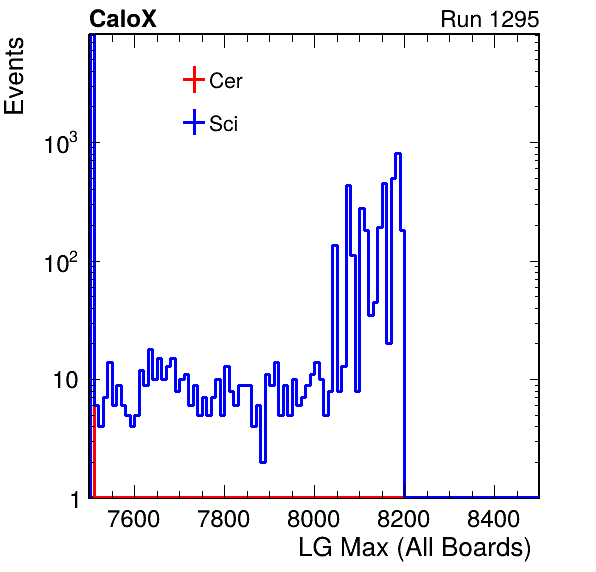 CaloX Run 1295
Events
Cer
Sci
10³
10²
10
1
7600 7800 8000 8200 8400
LG Max (All Boards)